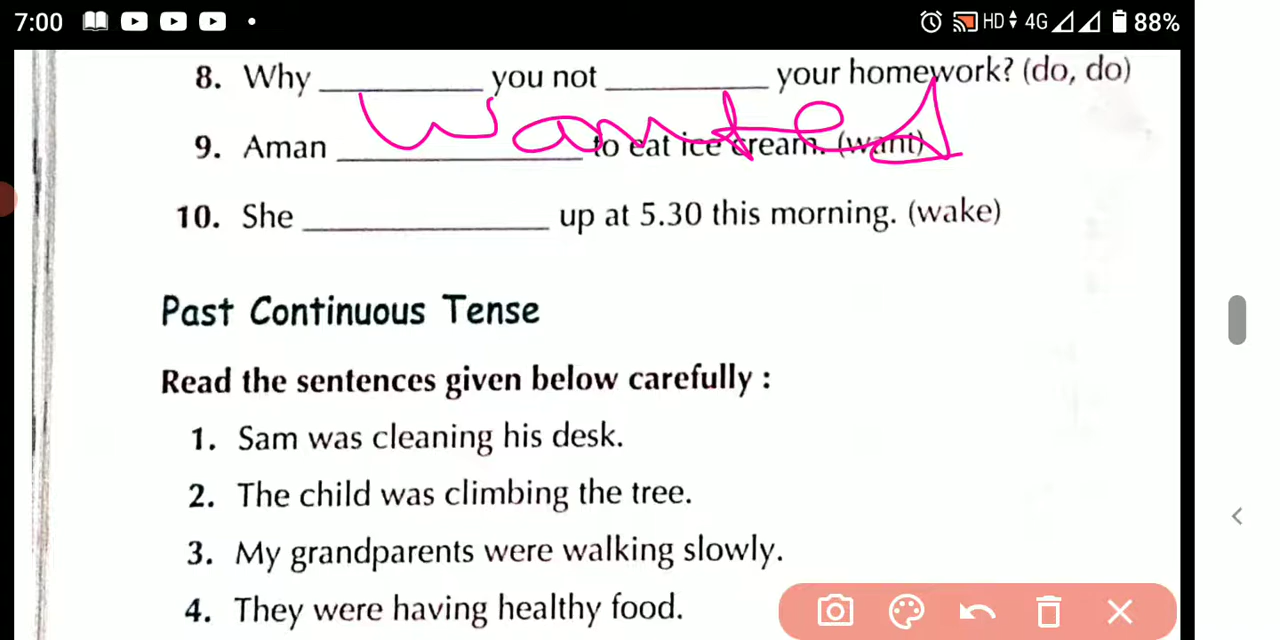 7:00 HD 4G 88%
8. Why __________ you not __________ your homework? (do, do)
wanted
9. Aman _______________ to eat ice cream. (want)
10. She _______________ up at 5.30 this morning. (wake)
Past Continuous Tense
Read the sentences given below carefully :
1. Sam was cleaning his desk.
2. The child was climbing the tree.
3. My grandparents were walking slowly.
4. They were having healthy food.